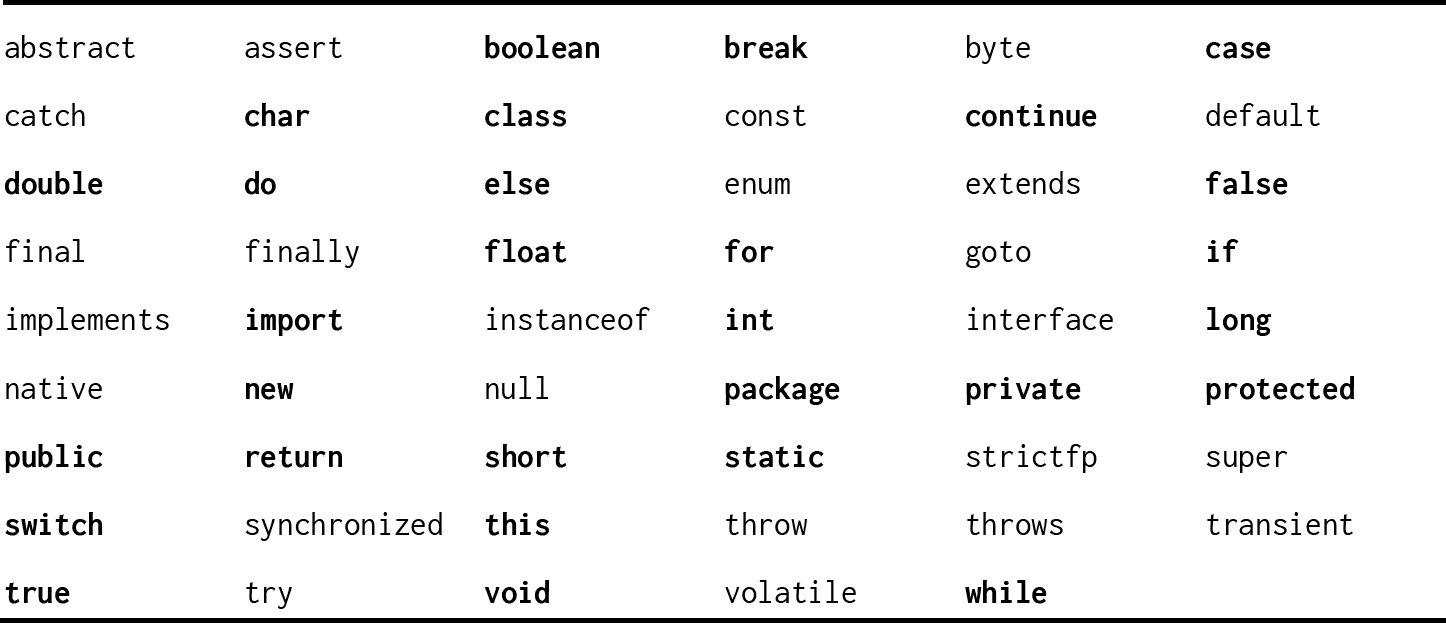 abstract assert boolean break byte case
catch char class const continue default
double do else enum extends false
final finally float for goto if
implements import instanceof int interface long
native new null package private protected
public return short static strictfp super
switch synchronized this throw throws transient
true try void volatile while